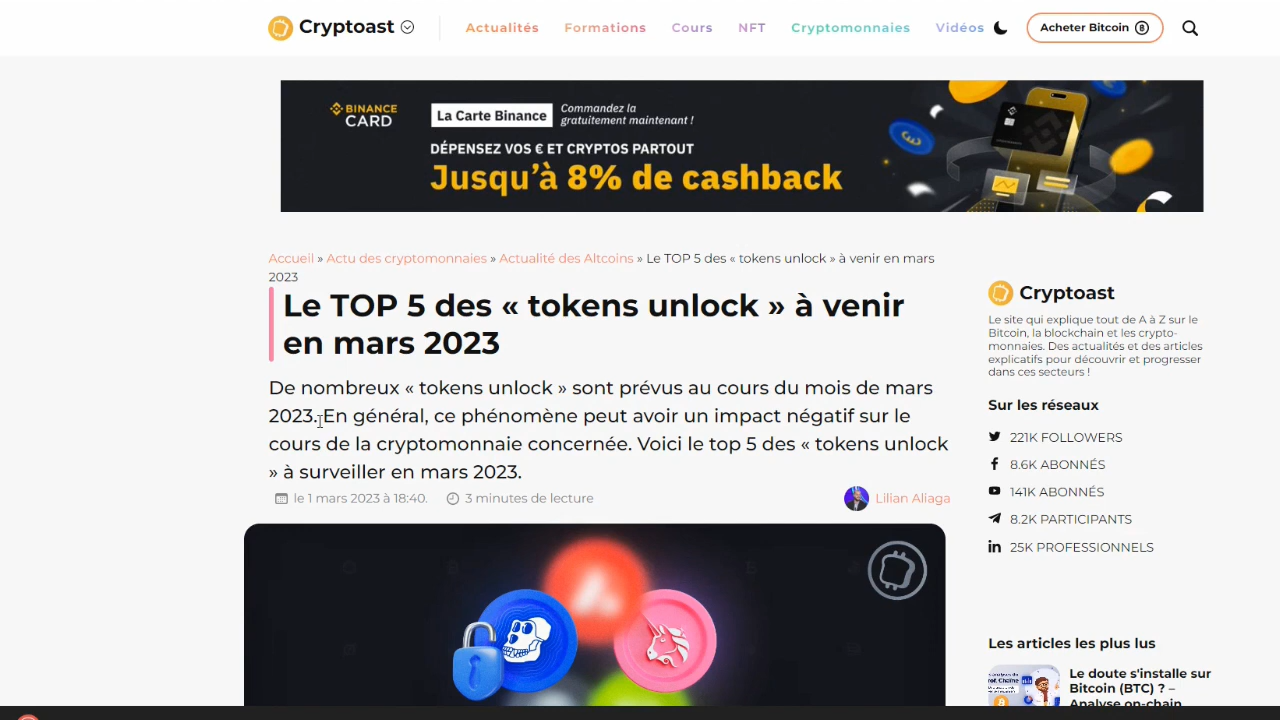 Cryptoast
Actualités
Formations
Cours
NFT
Cryptomonnaies
Vidéos
Acheter Bitcoin
BINANCE
CARD
La Carte Binance
Commandez la
gratuitement maintenant !
DÉPENSEZ VOS € ET CRYPTOS PARTOUT
Jusqu'à 8% de cashback
Accueil » Actu des cryptomonnaies » Actualité des Altcoins » Le TOP 5 des « tokens unlock » à venir en mars
2023
Le TOP 5 des « tokens unlock » à venir
en mars 2023
De nombreux « tokens unlock » sont prévus au cours du mois de mars
2023. En général, ce phénomène peut avoir un impact négatif sur le
cours de la cryptomonnaie concernée. Voici le top 5 des « tokens unlock
» à surveiller en mars 2023.
le 1 mars 2023 à 18:40.
3 minutes de lecture
Lilian Aliaga
Cryptoast
Le site qui explique tout de A à Z sur le
Bitcoin, la blockchain et les crypto-
monnaies. Des actualités et des articles
explicatifs pour découvrir et progresser
dans ces secteurs !
Sur les réseaux
221K FOLLOWERS
8.6K ABONNÉS
141K ABONNÉS
8.2K PARTICIPANTS
25K PROFESSIONNELS
Les articles les plus lus
Le doute s'installe sur
Bitcoin (BTC) ? –
Analyse on-chain